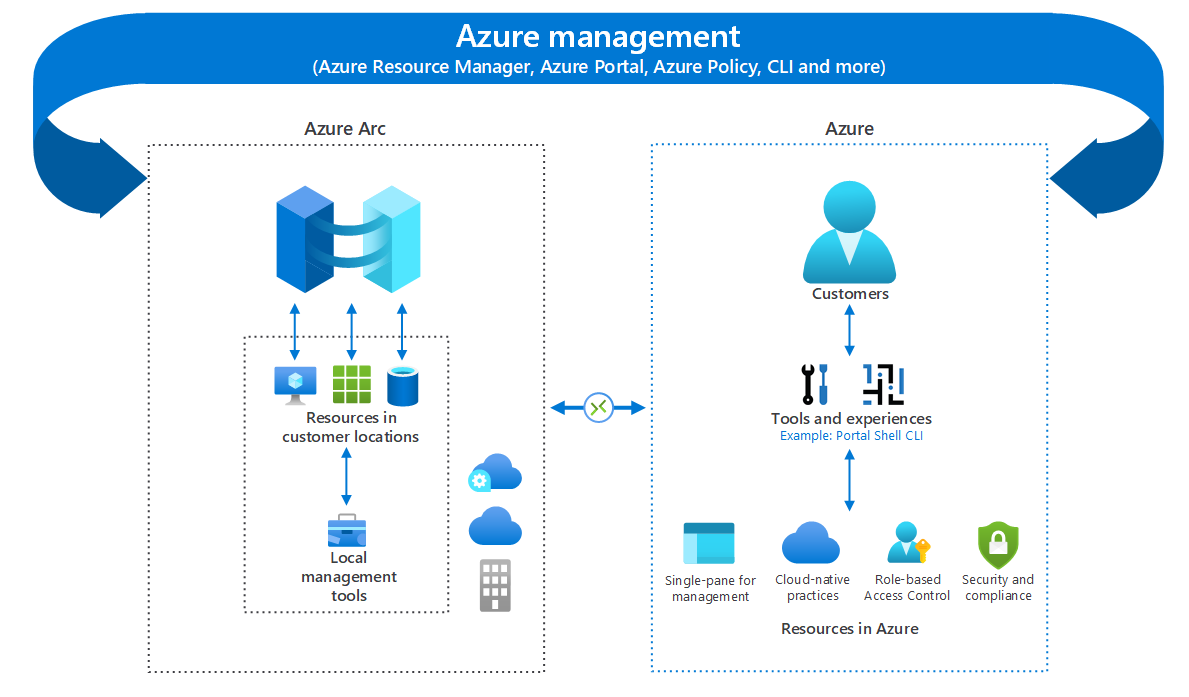 Azure management
(Azure Resource Manager, Azure Portal, Azure Policy, CLI and more)
Azure Arc
Resources in
customer locations
Local
management
tools
Azure
Customers
Tools and experiences
Example: Portal Shell CLI
Single-pane for
management
Cloud-native
practices
Role-based
Access Control
Security and
compliance
Resources in Azure